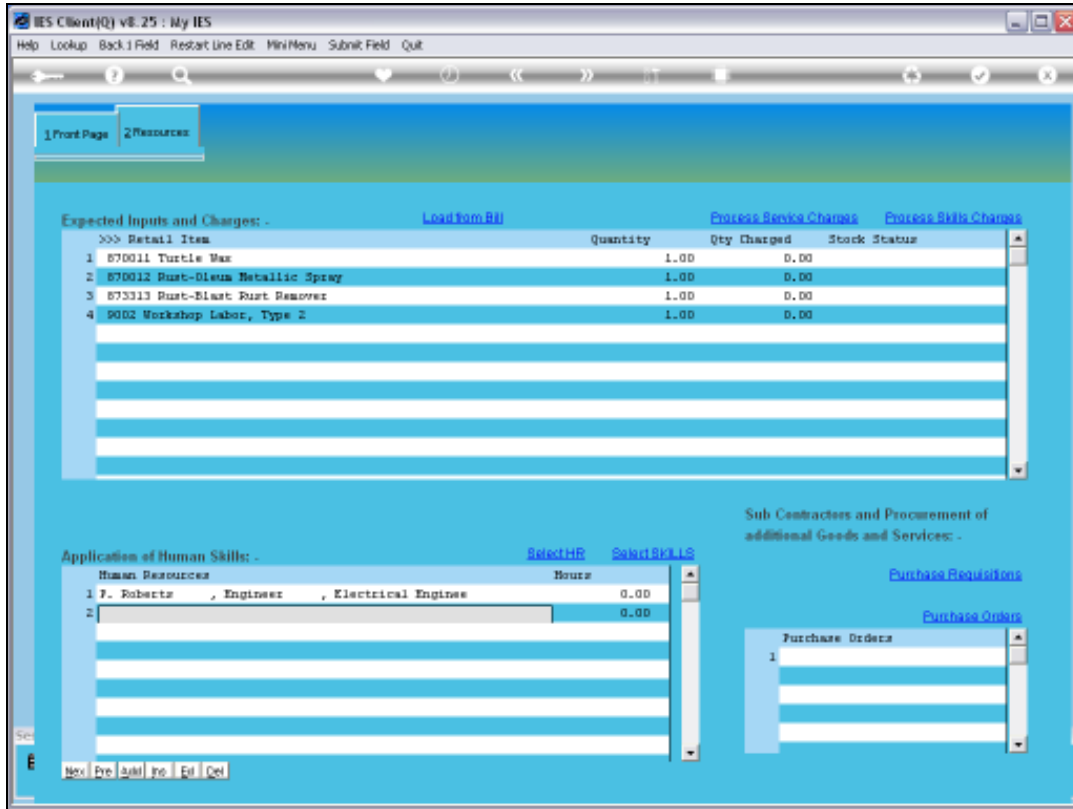 IES Client(Q) v8.25 : My IES
Help Lookup Back 1 Field Restart Line Edit MiniMenu Submit Field Quit
1 Front Page 2 Resources
Expected Inputs and Charges: - Load from Bill Process Service Charges Process Skills Charges
>>> Retail Item Quantity Qty Charged Stock Status
1 870011 Turtle Wax 1.00 0.00
2 870012 Rust-Oleum Metallic Spray 1.00 0.00
3 873313 Rust-Blast Rust Remover 1.00 0.00
4 9002 Workshop Labor, Type 2 1.00 0.00
Sub Contractors and Procurement of
additional Goods and Services: -
Application of Human Skills: - Select HR Select SKILLS
Human Resources Hours
Purchase Requisitions
1 P. Roberts , Engineer , Electrical Enginee 0.00
2 0.00
Purchase Orders
Purchase Orders
1
Nex Pre Add Ins Ed Del